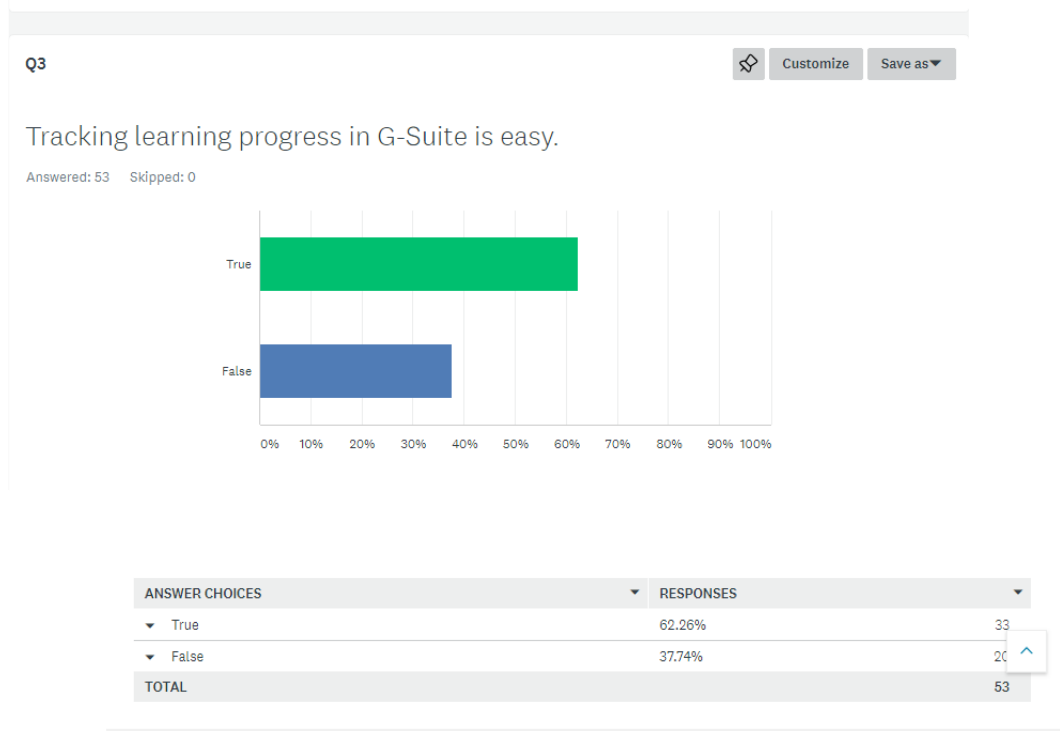 Q3
Customize
Save as
Tracking learning progress in G-Suite is easy.
Answered: 53 Skipped: 0
True
False
0% 10% 20% 30% 40% 50% 60% 70% 80% 90% 100%
ANSWER CHOICES RESPONSES
True 62.26% 33
False 37.74% 20
TOTAL 53